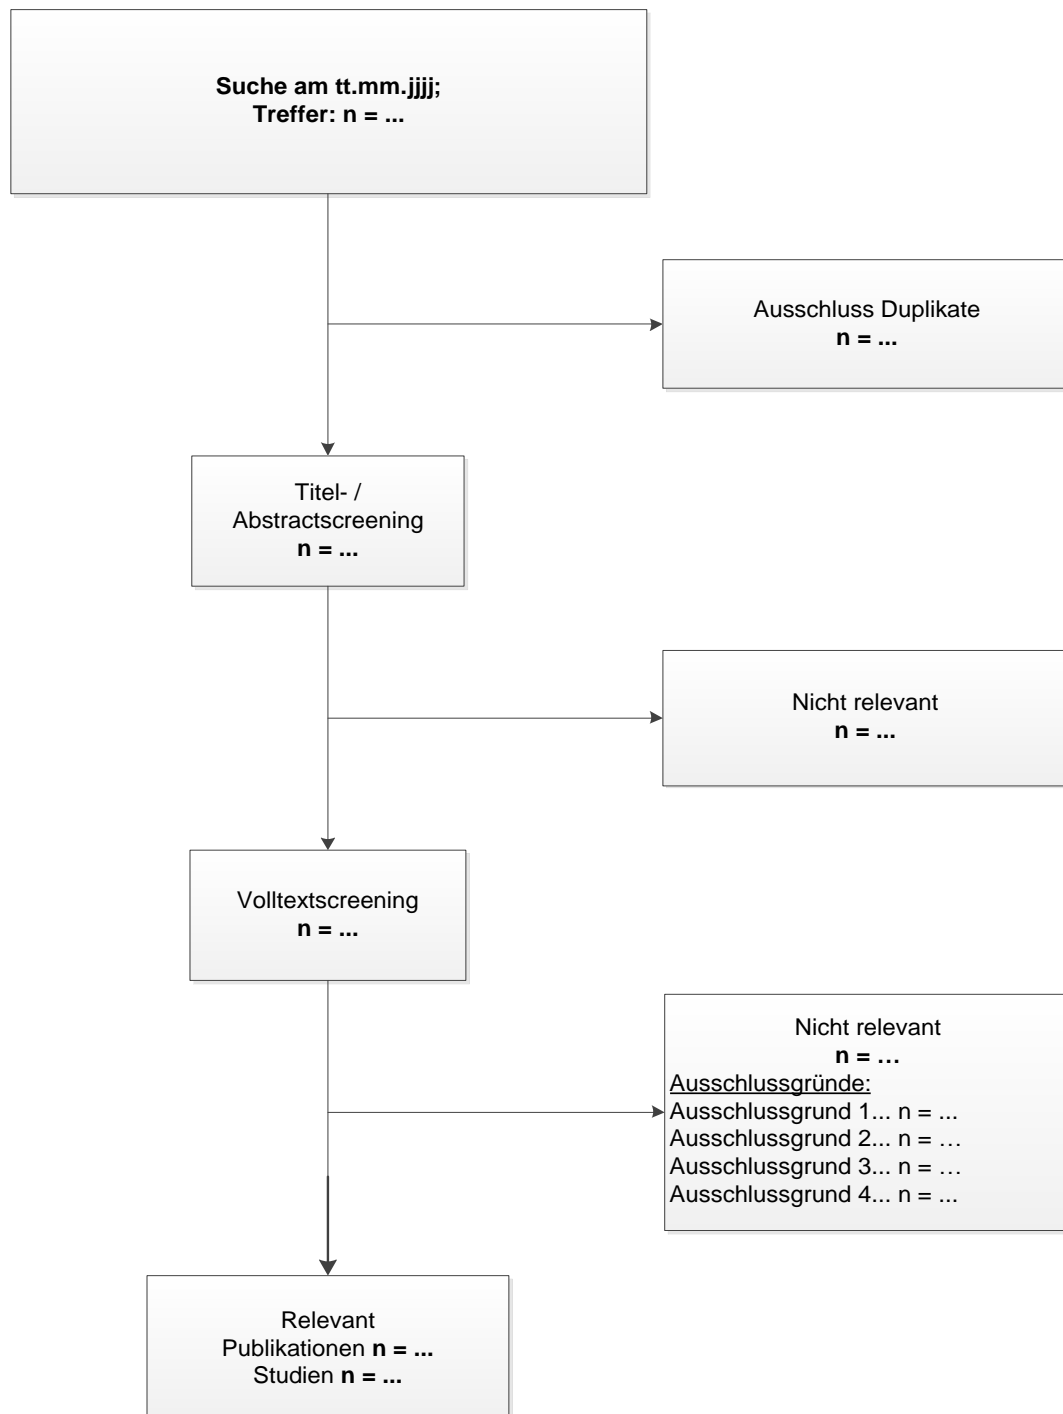 Suche am tt.mm.jjjj;
Treffer: n = ...
Ausschluss Duplikate
n = ...
Titel- /
Abstractscreening
n = ...
Nicht relevant
n = ...
Volltextscreening
n = ...
Nicht relevant
n = …
Ausschlussgründe:
Ausschlussgrund 1... n = ...
Ausschlussgrund 2... n = …
Ausschlussgrund 3... n = …
Ausschlussgrund 4... n = ...
Relevant
Publikationen n = ...
Studien n = ...